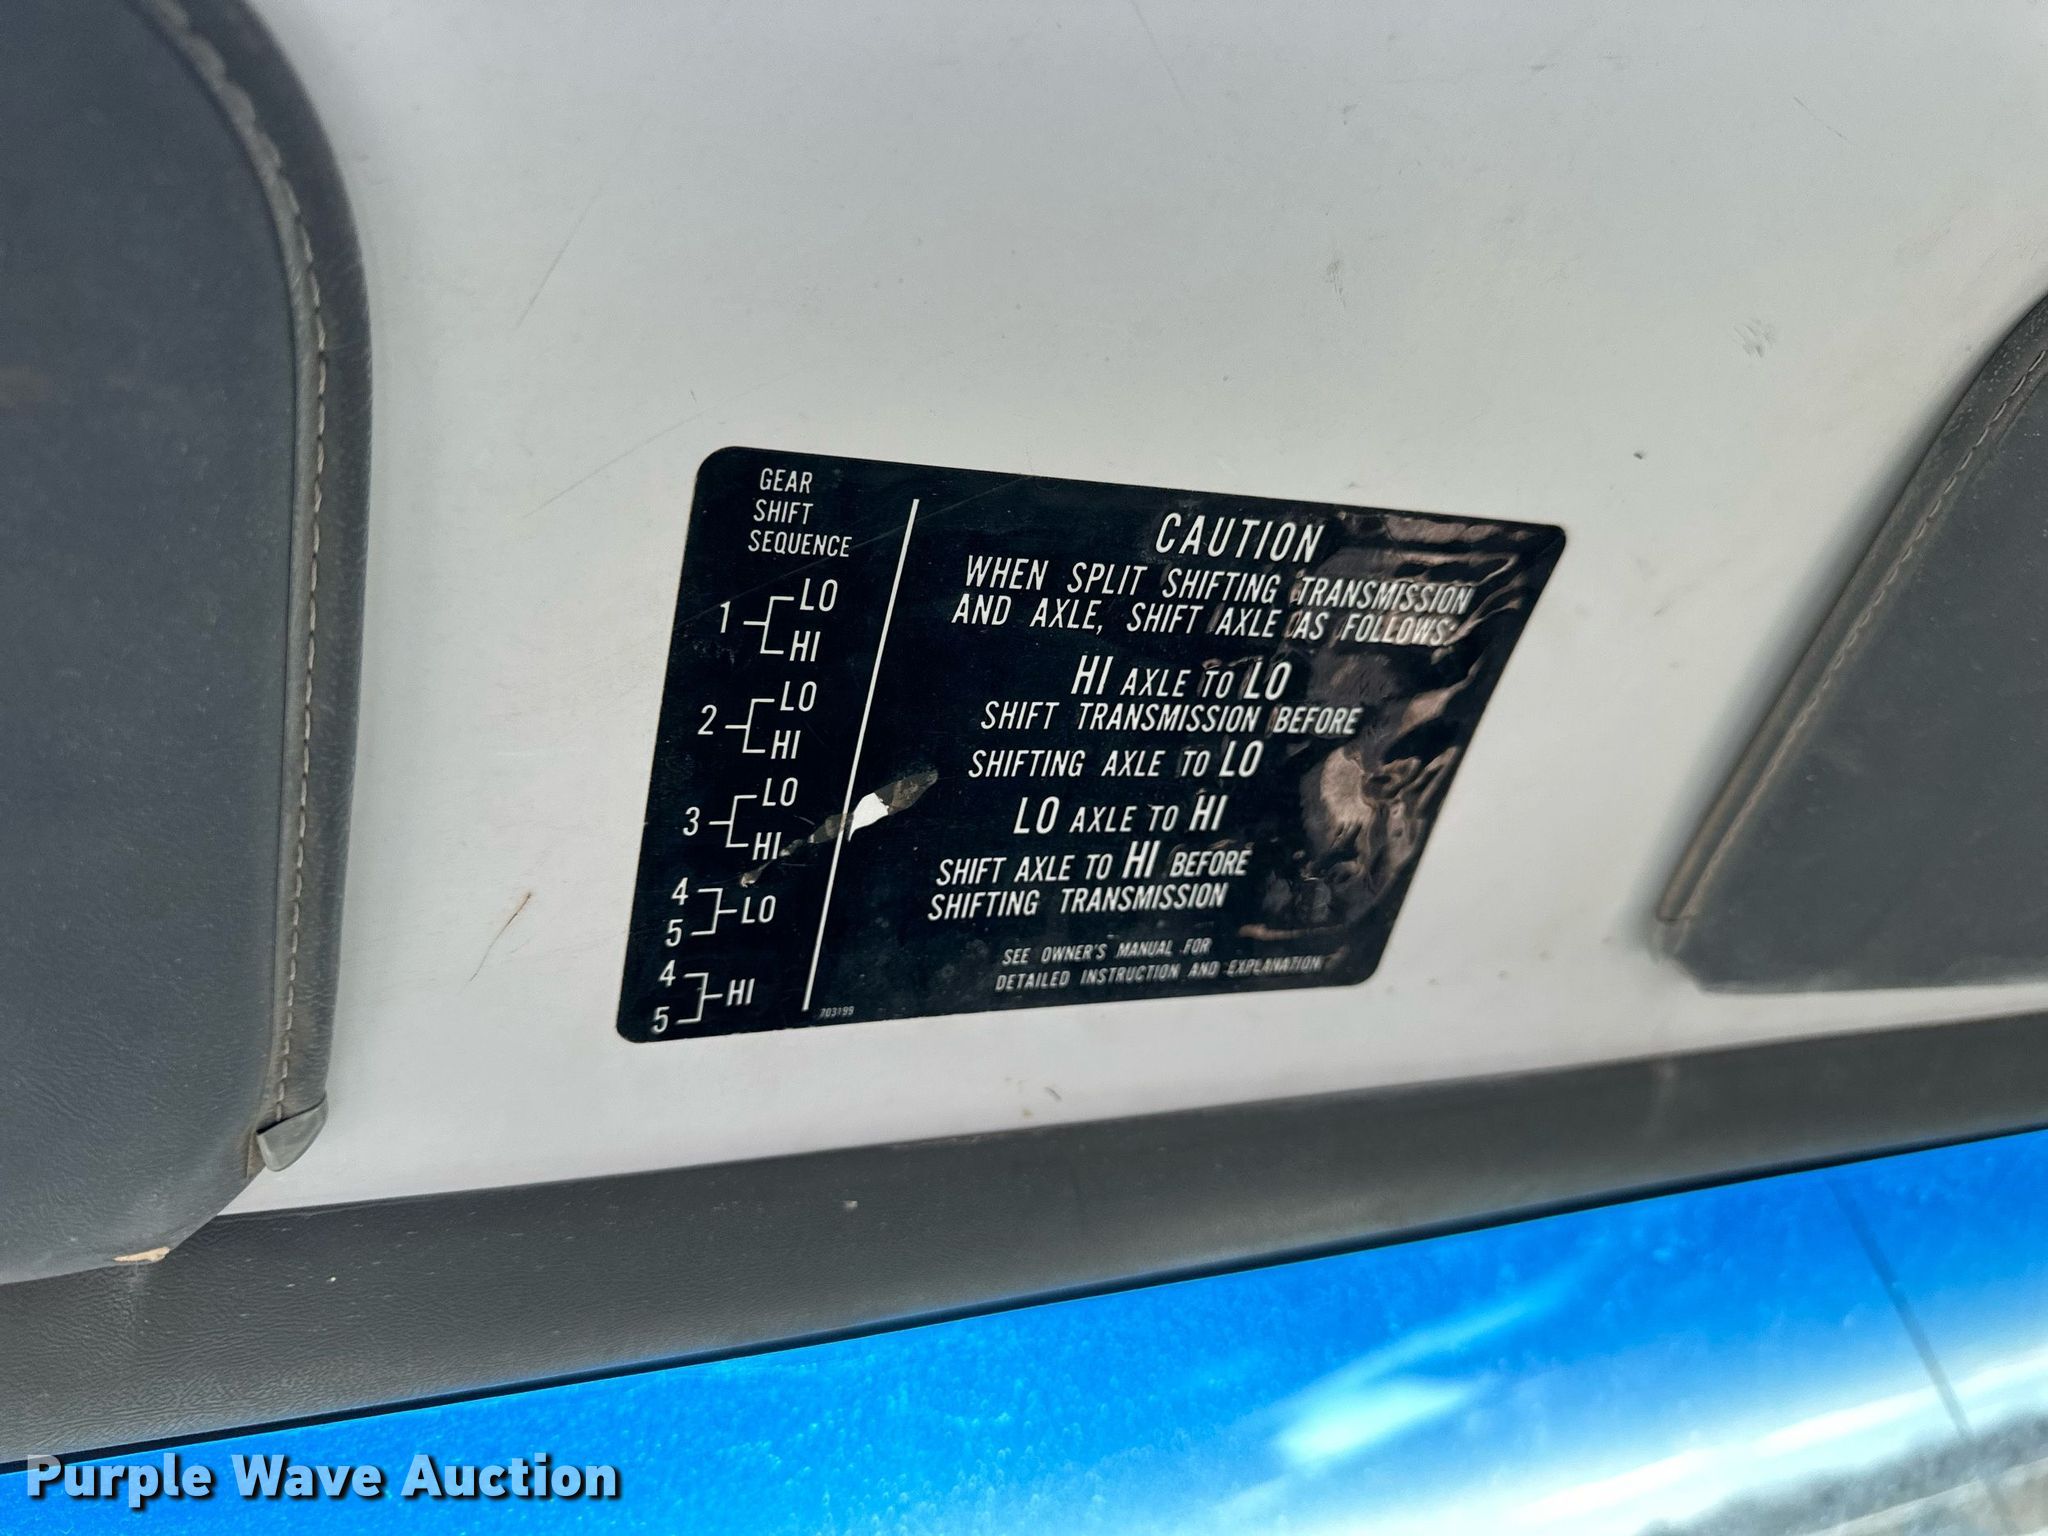 GEAR
SHIFT
SEQUENCE
1 LO
HI
2 LO
HI
3 LO
HI
4
5 LO
4
5 HI
CAUTION
WHEN SPLIT SHIFTING TRANSMISSION
AND AXLE, SHIFT AXLE AS FOLLOWS:
HI AXLE TO LO
SHIFT TRANSMISSION BEFORE
SHIFTING AXLE TO LO
LO AXLE TO HI
SHIFT AXLE TO HI BEFORE
SHIFTING TRANSMISSION
SEE OWNER'S MANUAL FOR
DETAILED INSTRUCTION AND EXPLANATION
703199
Purple Wave Auction